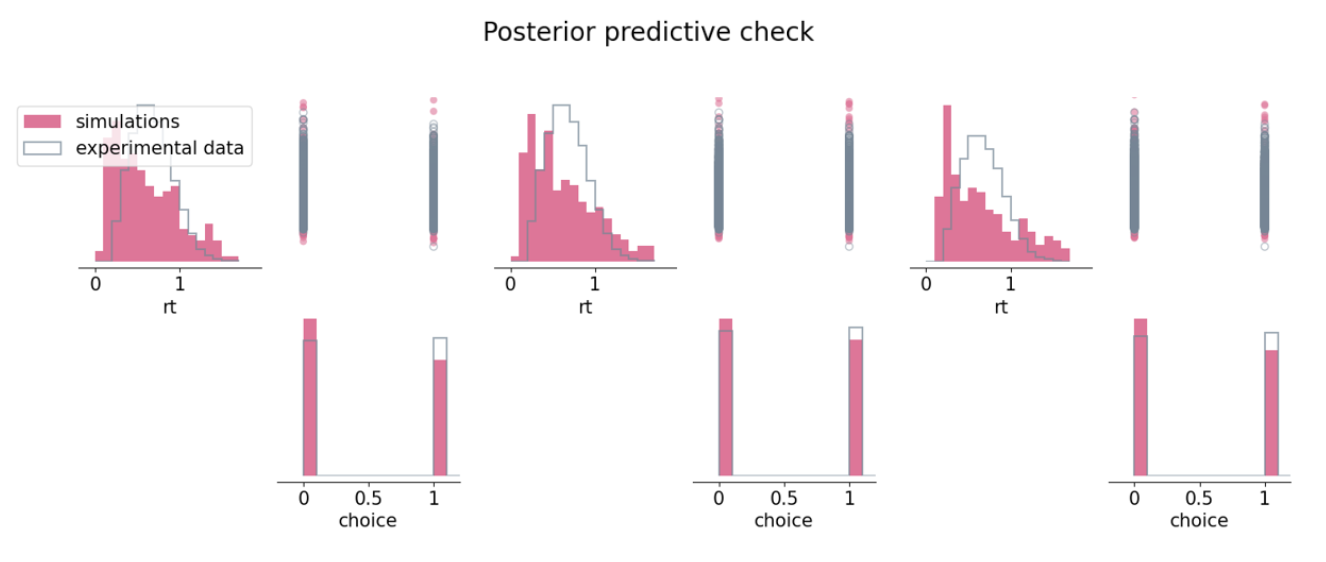 Posterior predictive check
simulations
experimental data
0 1
rt
0 1
rt
0 1
rt
0 0.5 1
choice
0 0.5 1
choice
0 0.5 1
choice